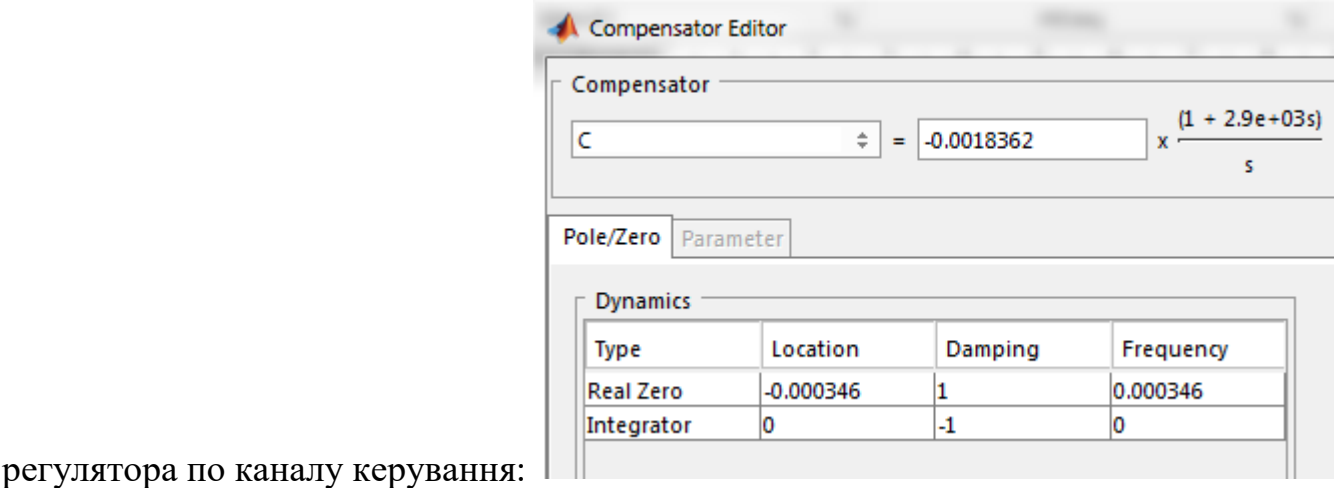 Compensator Editor
Compensator
C = -0.0018362 x (1 + 2.9e+03s)
s
Pole/Zero Parameter
Dynamics
Type Location Damping Frequency
Real Zero -0.000346 1 0.000346
Integrator 0 -1 0
регулятора по каналу керування: